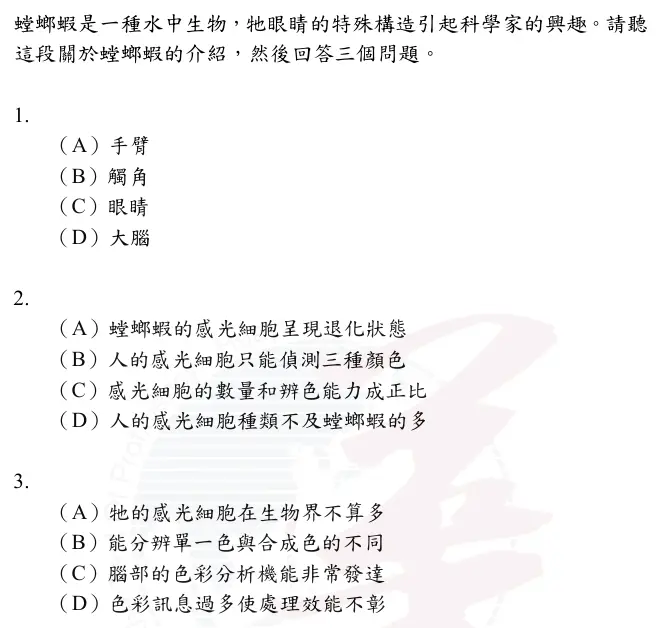 螳螂蝦是一種水中生物，牠眼睛的特殊構造引起科學家的興趣。請聽
這段關於螳螂蝦的介紹，然後回答三個問題。
1.
（A）手臂
（B）觸角
（C）眼睛
（D）大腦
2.
（A）螳螂蝦的感光細胞呈現退化狀態
（B）人的感光細胞只能偵測三種顏色
（C）感光細胞的數量和辨色能力成正比
（D）人的感光細胞種類不及螳螂蝦的多
3.
（A）牠的感光細胞在生物界不算多
（B）能分辨單一色與合成色的不同
（C）腦部的色彩分析機能非常發達
（D）色彩訊息過多使處理效能不彰